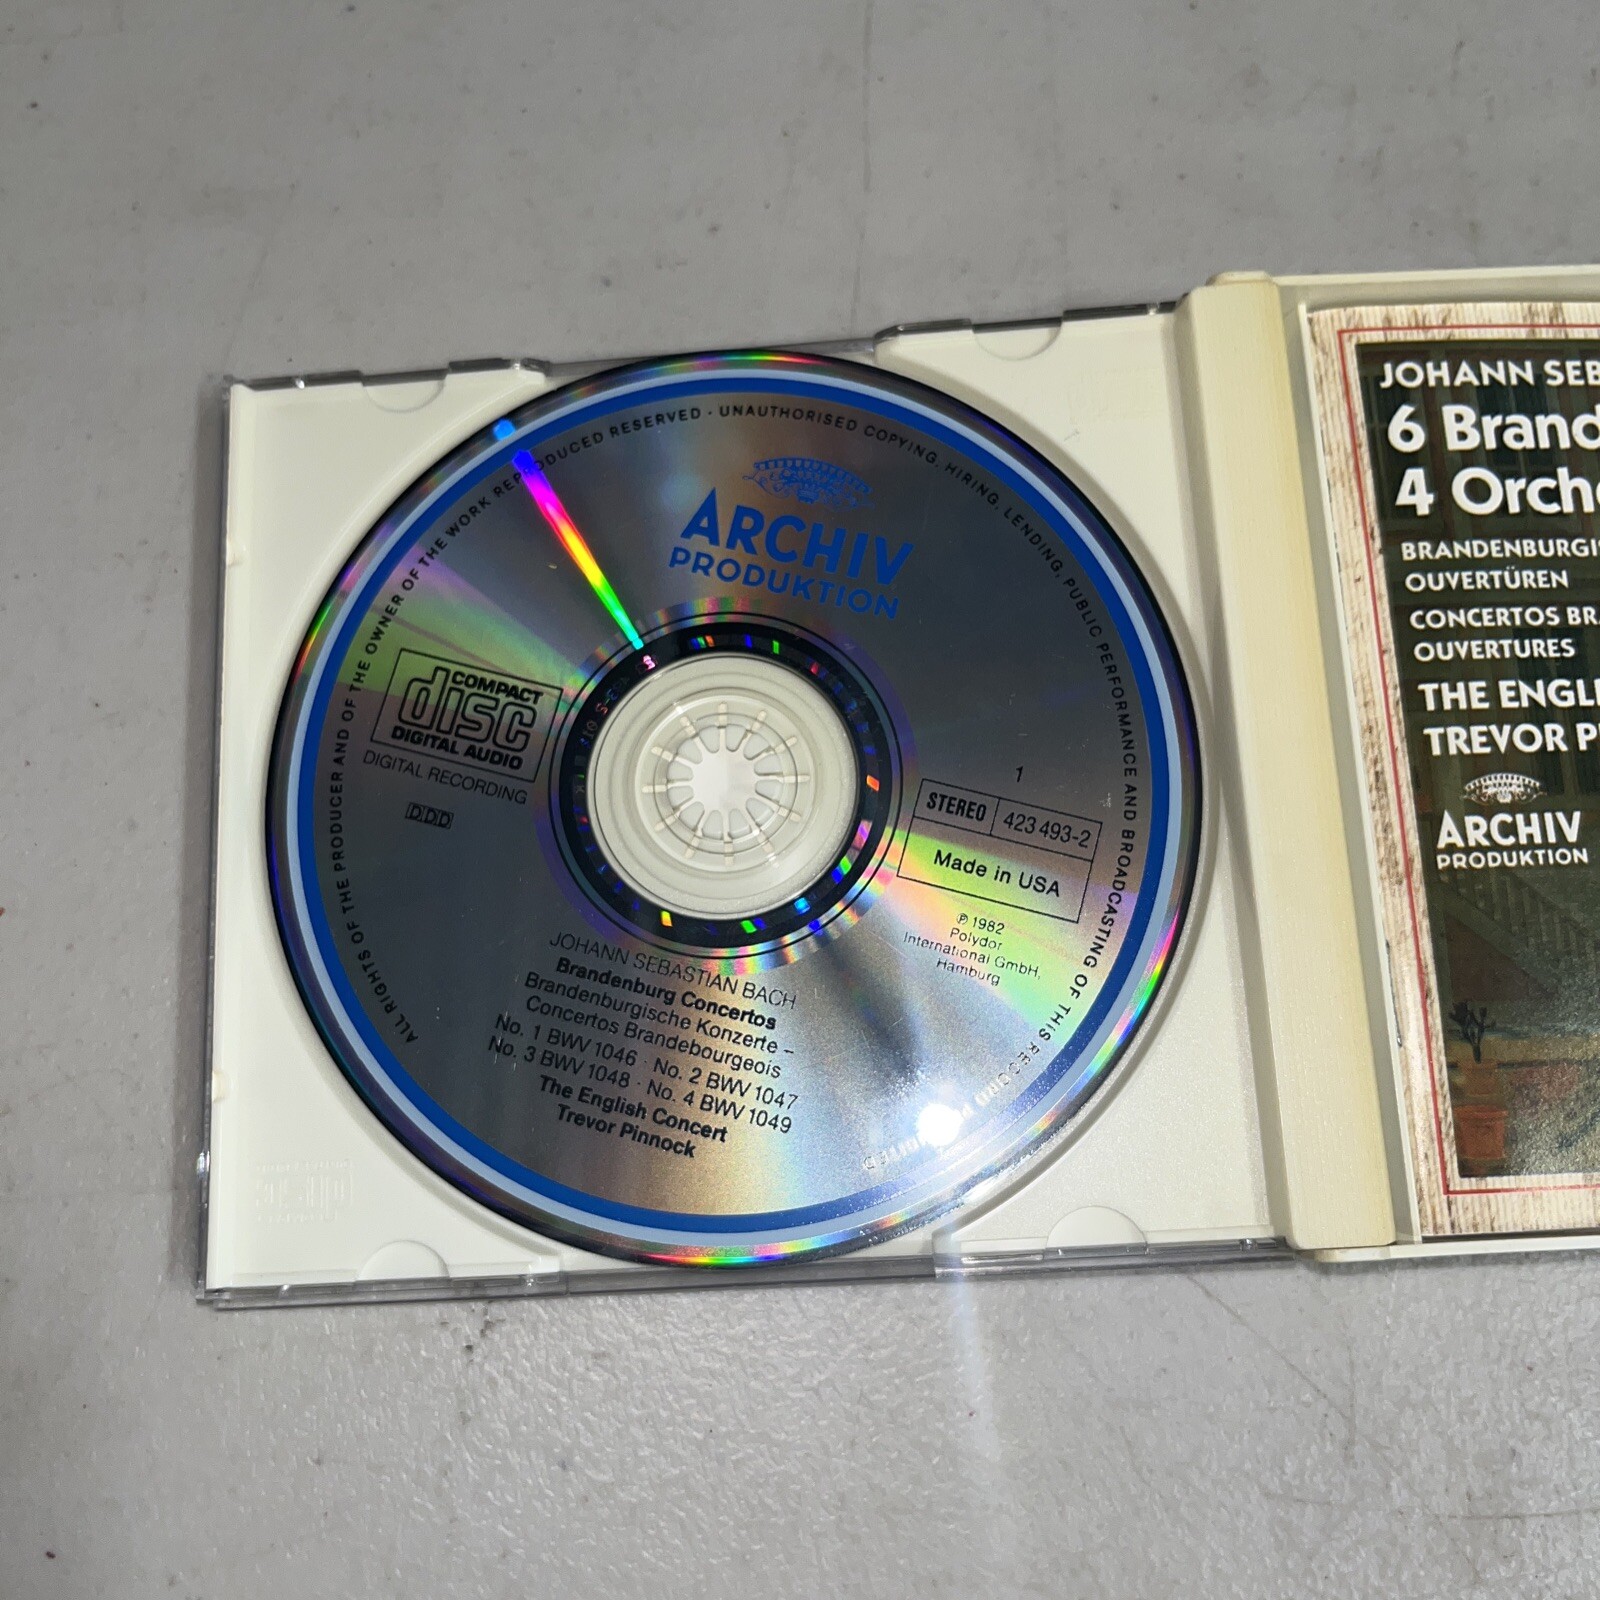 ALL RIGHTS OF THE PRODUCER AND OF THE OWNER OF THE WORK REPRODUCED RESERVED · UNAUTHORISED COPYING, HIRING, LENDING, PUBLIC PERFORMANCE AND BROADCASTING OF THIS RECORD PROHIBITED
ARCHIV
PRODUKTION
COMPACT
disc
DIGITAL AUDIO
DIGITAL RECORDING
DDD
1
STEREO 423 493-2
Made in USA
℗ 1982
Polydor
International GmbH,
Hamburg
JOHANN SEBASTIAN BACH
Brandenburg Concertos
Brandenburgische Konzerte –
Concertos Brandebourgeois
No. 1 BWV 1046 · No. 2 BWV 1047
No. 3 BWV 1048 · No. 4 BWV 1049
The English Concert
Trevor Pinnock
JOHANN SEB
6 Brand
4 Orche
BRANDENBURGI
OUVERTÜREN
CONCERTOS BRA
OUVERTURES
THE ENGLI
TREVOR P
ARCHIV
PRODUKTION